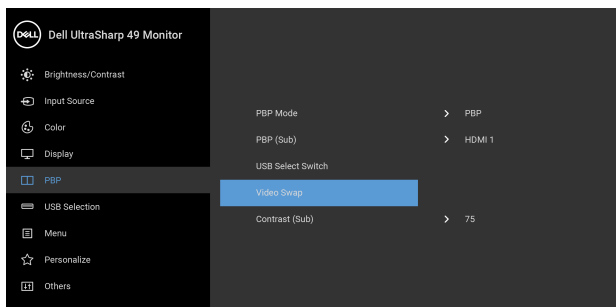 DELL Dell UltraSharp 49 Monitor
Brightness/Contrast
Input Source
Color
Display
PBP
USB Selection
Menu
Personalize
Others
PBP Mode > PBP
PBP (Sub) > HDMI 1
USB Select Switch
Video Swap
Contrast (Sub) > 75